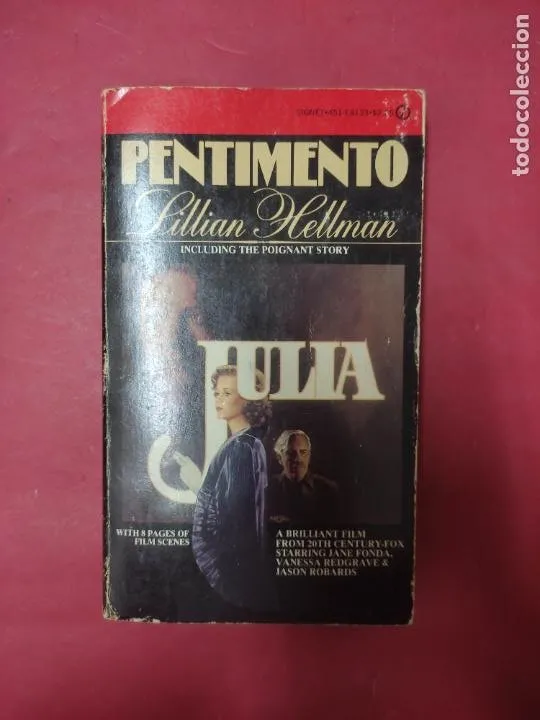 PENTIMENTO
Lillian Hellman
INCLUDING THE POIGNANT STORY
JULIA
WITH 8 PAGES OF
FILM SCENES
A BRILLIANT FILM
FROM 20TH CENTURY-FOX
STARRING JANE FONDA,
VANESSA REDGRAVE &
JASON ROBARDS
todocoleccion.net